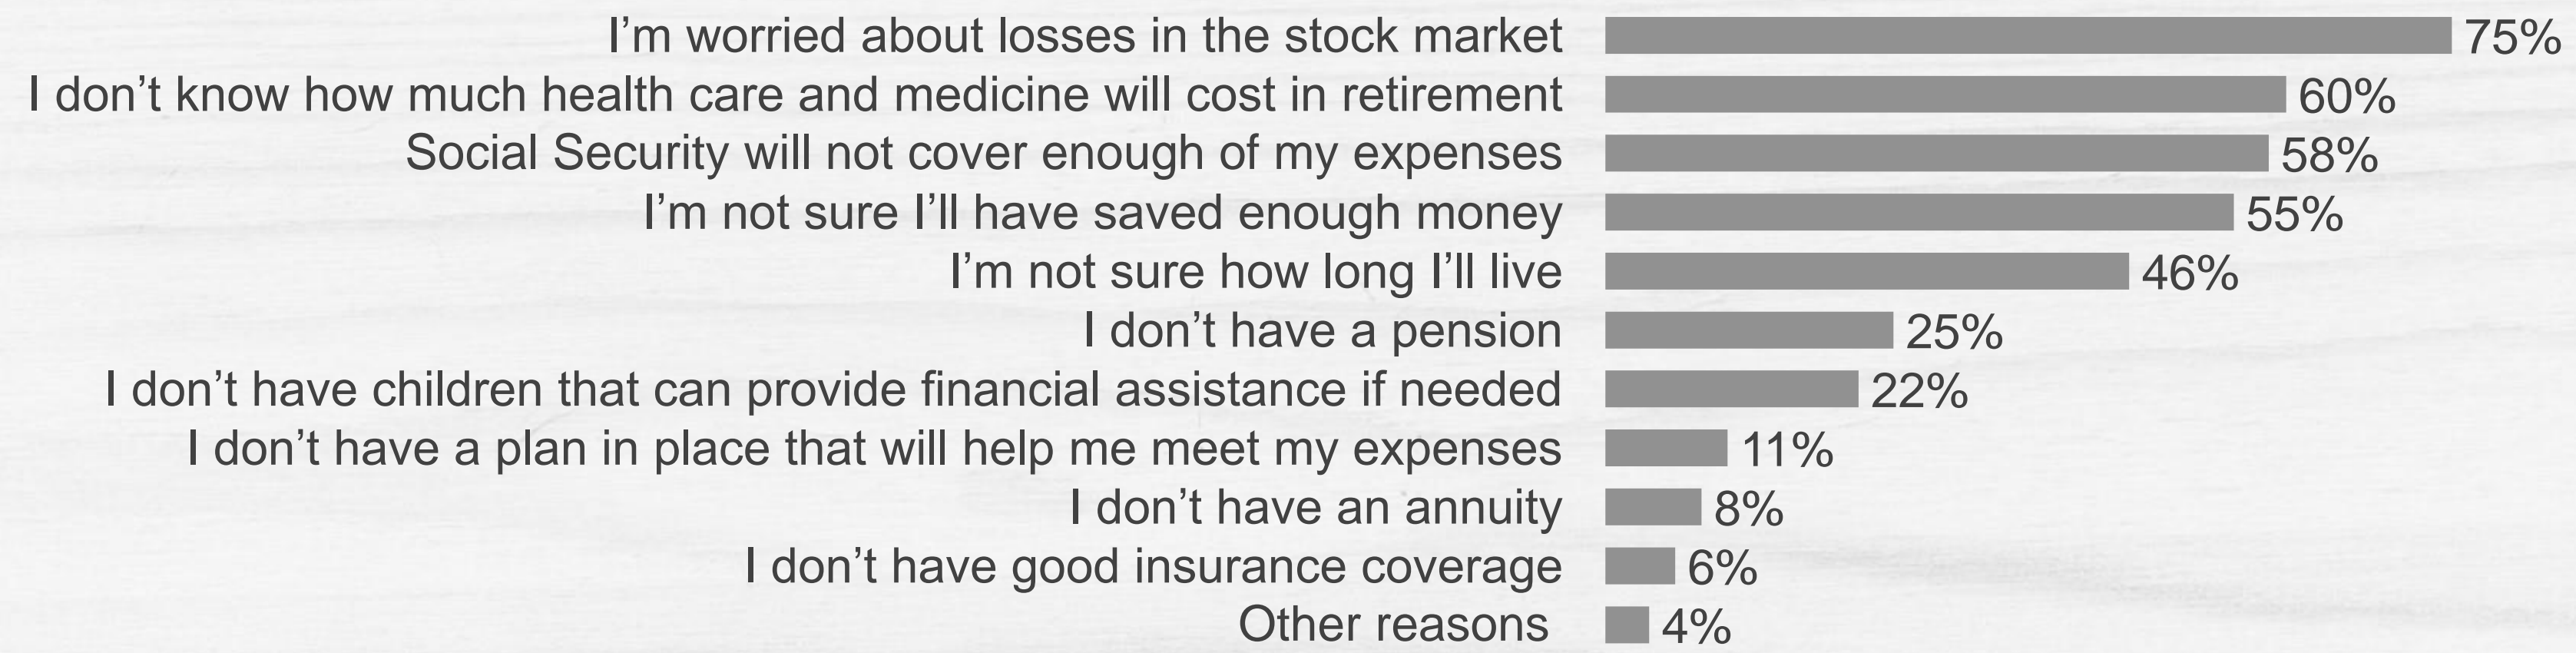 I’m worried about losses in the stock market 75%
I don’t know how much health care and medicine will cost in retirement 60%
Social Security will not cover enough of my expenses 58%
I’m not sure I’ll have saved enough money 55%
I’m not sure how long I’ll live 46%
I don’t have a pension 25%
I don’t have children that can provide financial assistance if needed 22%
I don’t have a plan in place that will help me meet my expenses 11%
I don’t have an annuity 8%
I don’t have good insurance coverage 6%
Other reasons 4%